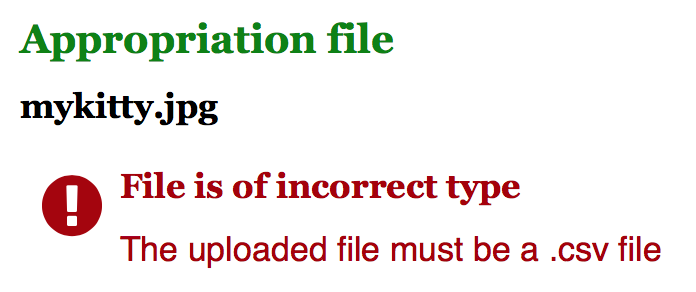 Appropriation file
mykitty.jpg
File is of incorrect type
The uploaded file must be a .csv file